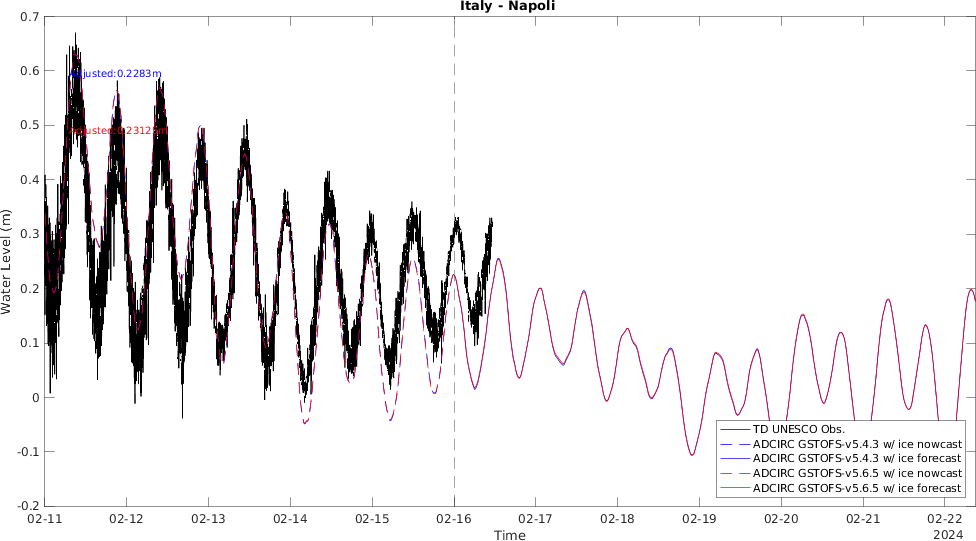 Italy - Napoli
0.7
0.6
0.5
0.4
0.3
0.2
0.1
0
-0.1
-0.2
Water Level (m)
Adjusted:0.2283m
Adjusted:0.2312m
TD UNESCO Obs.
ADCIRC GSTOFS-v5.4.3 w/ ice nowcast
ADCIRC GSTOFS-v5.4.3 w/ ice forecast
ADCIRC GSTOFS-v5.6.5 w/ ice nowcast
ADCIRC GSTOFS-v5.6.5 w/ ice forecast
02-11 02-12 02-13 02-14 02-15 02-16 02-17 02-18 02-19 02-20 02-21 02-22
Time
2024